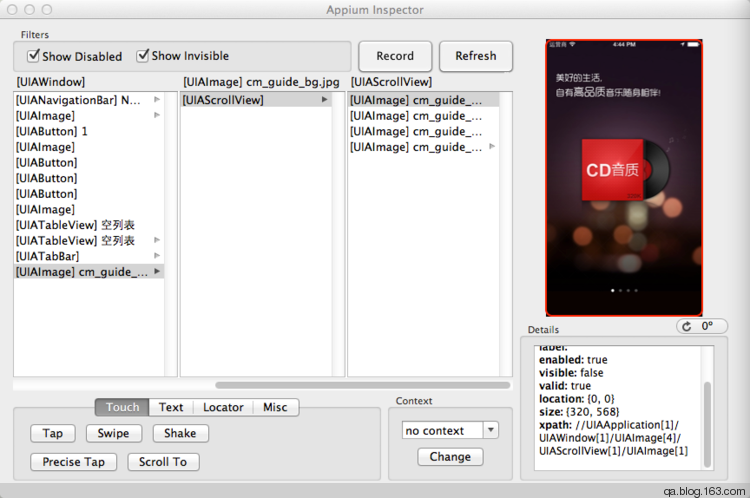 Appium Inspector
Filters
Show Disabled
Show Invisible
Record
Refresh
[UIAWindow]
[UIAImage] cm_guide_bg.jpg
[UIAScrollView]
[UIANavigationBar] N...
[UIAImage]
[UIAButton] 1
[UIAImage]
[UIAButton]
[UIAButton]
[UIAButton]
[UIAImage]
[UIATableView] 空列表
[UIATableView] 空列表
[UIATabBar]
[UIAImage] cm_guide_...
[UIAScrollView]
[UIAImage] cm_guide_...
[UIAImage] cm_guide_...
[UIAImage] cm_guide_...
[UIAImage] cm_guide_...
运营商
4:44 PM
美好的生活,
自有高品质音乐随身相伴!
CD音质
0°
Details
label:
enabled: true
visible: false
valid: true
location: {0, 0}
size: {320, 568}
xpath: //UIAApplication[1]/
UIAWindow[1]/UIAImage[4]/
UIAScrollView[1]/UIAImage[1]
Touch
Text
Locator
Misc
Tap
Swipe
Shake
Precise Tap
Scroll To
Context
no context
Change
qa.blog.163.com